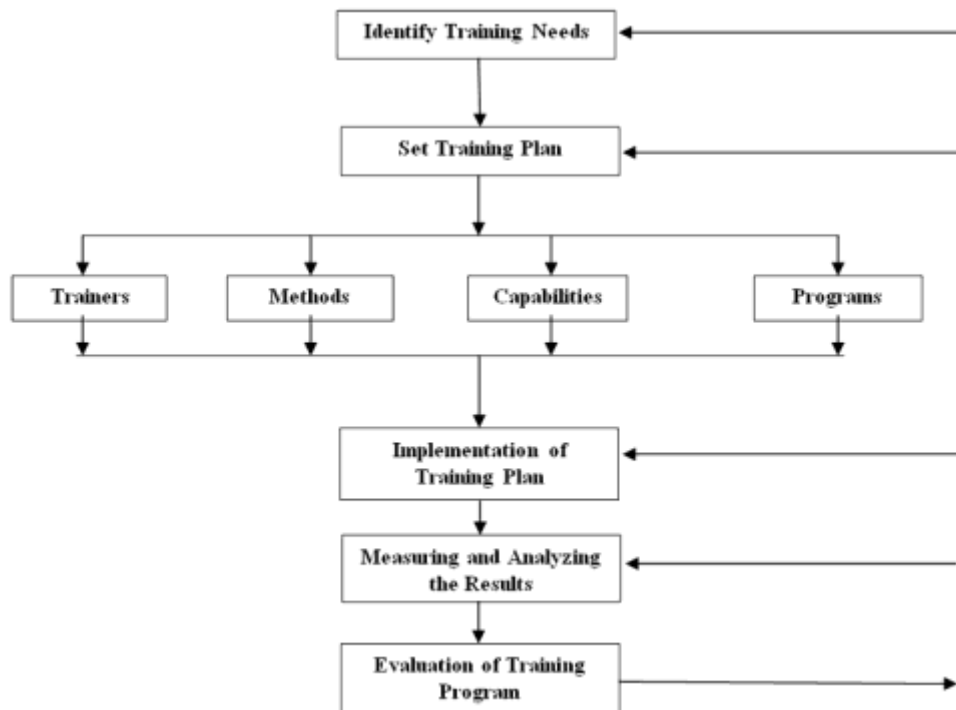 Identify Training Needs
Set Training Plan
Trainers
Methods
Capabilities
Programs
Implementation of
Training Plan
Measuring and Analyzing
the Results
Evaluation of Training
Program